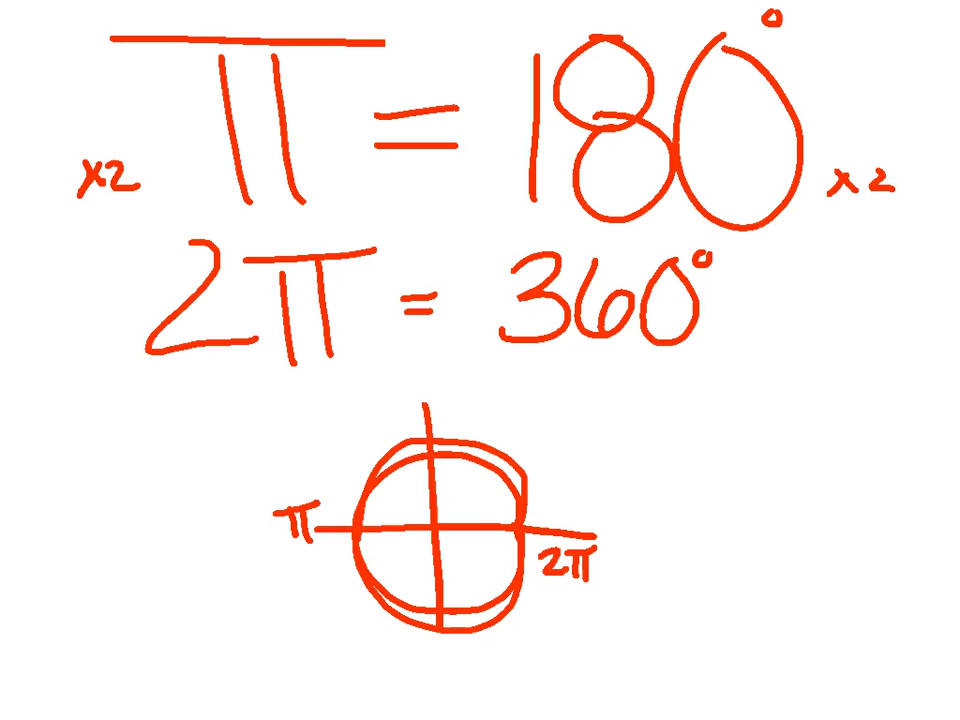 π = 180°
x2 x2
2π = 360°
π
2π